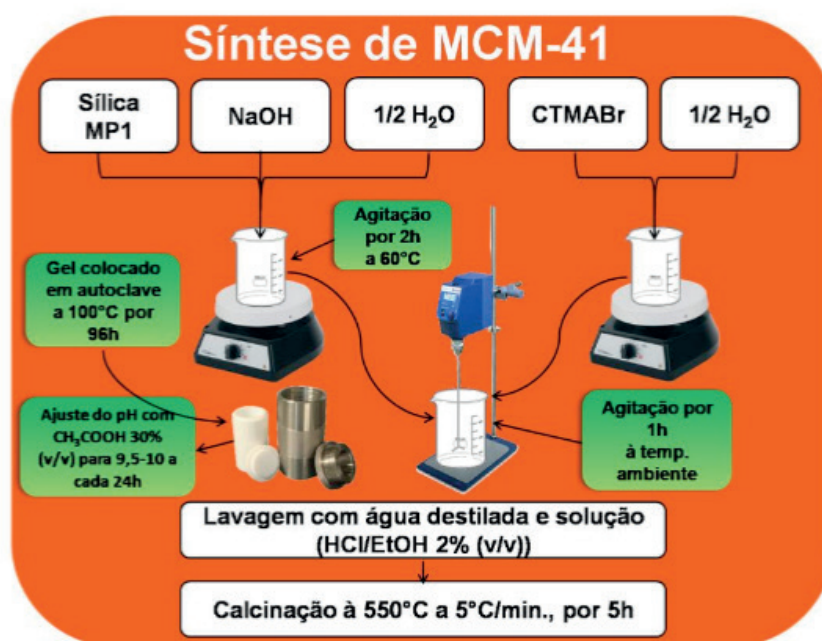 Síntese de MCM-41
Sílica
MP1
NaOH
1/2 H₂O
CTMABr
1/2 H₂O
Agitação
por 2h
a 60°C
Gel colocado
em autoclave
a 100°C por
96h
Ajuste do pH com
CH₃COOH 30%
(v/v) para 9,5-10 a
cada 24h
Agitação por
1h
à temp.
ambiente
Lavagem com água destilada e solução
(HCl/EtOH 2% (v/v))
Calcinação à 550°C a 5°C/min., por 5h